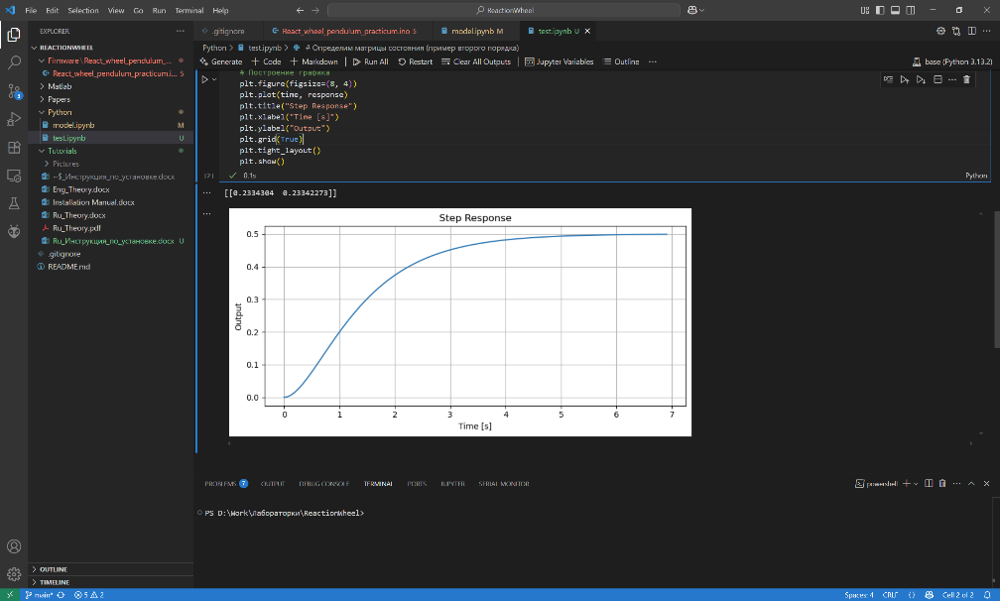 File Edit Selection View Go Run Terminal Help
ReactionWheel
EXPLORER
.gitignore
React_wheel_pendulum_practicum.ino 5
model.ipynb M
test.ipynb U
REACTIONWHEEL
Python > test.ipynb > # Определим матрицы состояния (пример второго порядка)
Firmware \ React_wheel_pendulum_...
Generate + Code + Markdown Run All Restart Clear All Outputs Jupyter Variables Outline ...
base (Python 3.13.2)
React_wheel_pendulum_practicum.i... 5
Matlab
Papers
Python
model.ipynb M
test.ipynb U
Tutorials
Pictures
~$_Инструкция_по_установке.docx
Eng_Theory.docx
Installation Manual.docx
Ru_Theory.docx
Ru_Theory.pdf
Ru_Инструкция_по_установке.docx U
.gitignore
README.md
# Построение графика
plt.figure(figsize=(8, 4))
plt.plot(time, response)
plt.title("Step Response")
plt.xlabel("Time [s]")
plt.ylabel("Output")
plt.grid(True)
plt.tight_layout()
plt.show()
[2]
0.1s
Python
[[0.2334304 0.23342273]]
Step Response
0.5
0.4
0.3
0.2
0.1
0.0
Output
0 1 2 3 4 5 6 7
Time [s]
PROBLEMS 7 OUTPUT DEBUG CONSOLE TERMINAL PORTS JUPYTER SERIAL MONITOR
powershell
PS D:\Work\Лабораторки\ReactionWheel>
OUTLINE
TIMELINE
main* 5 2
Spaces: 4 CRLF Cell 2 of 2